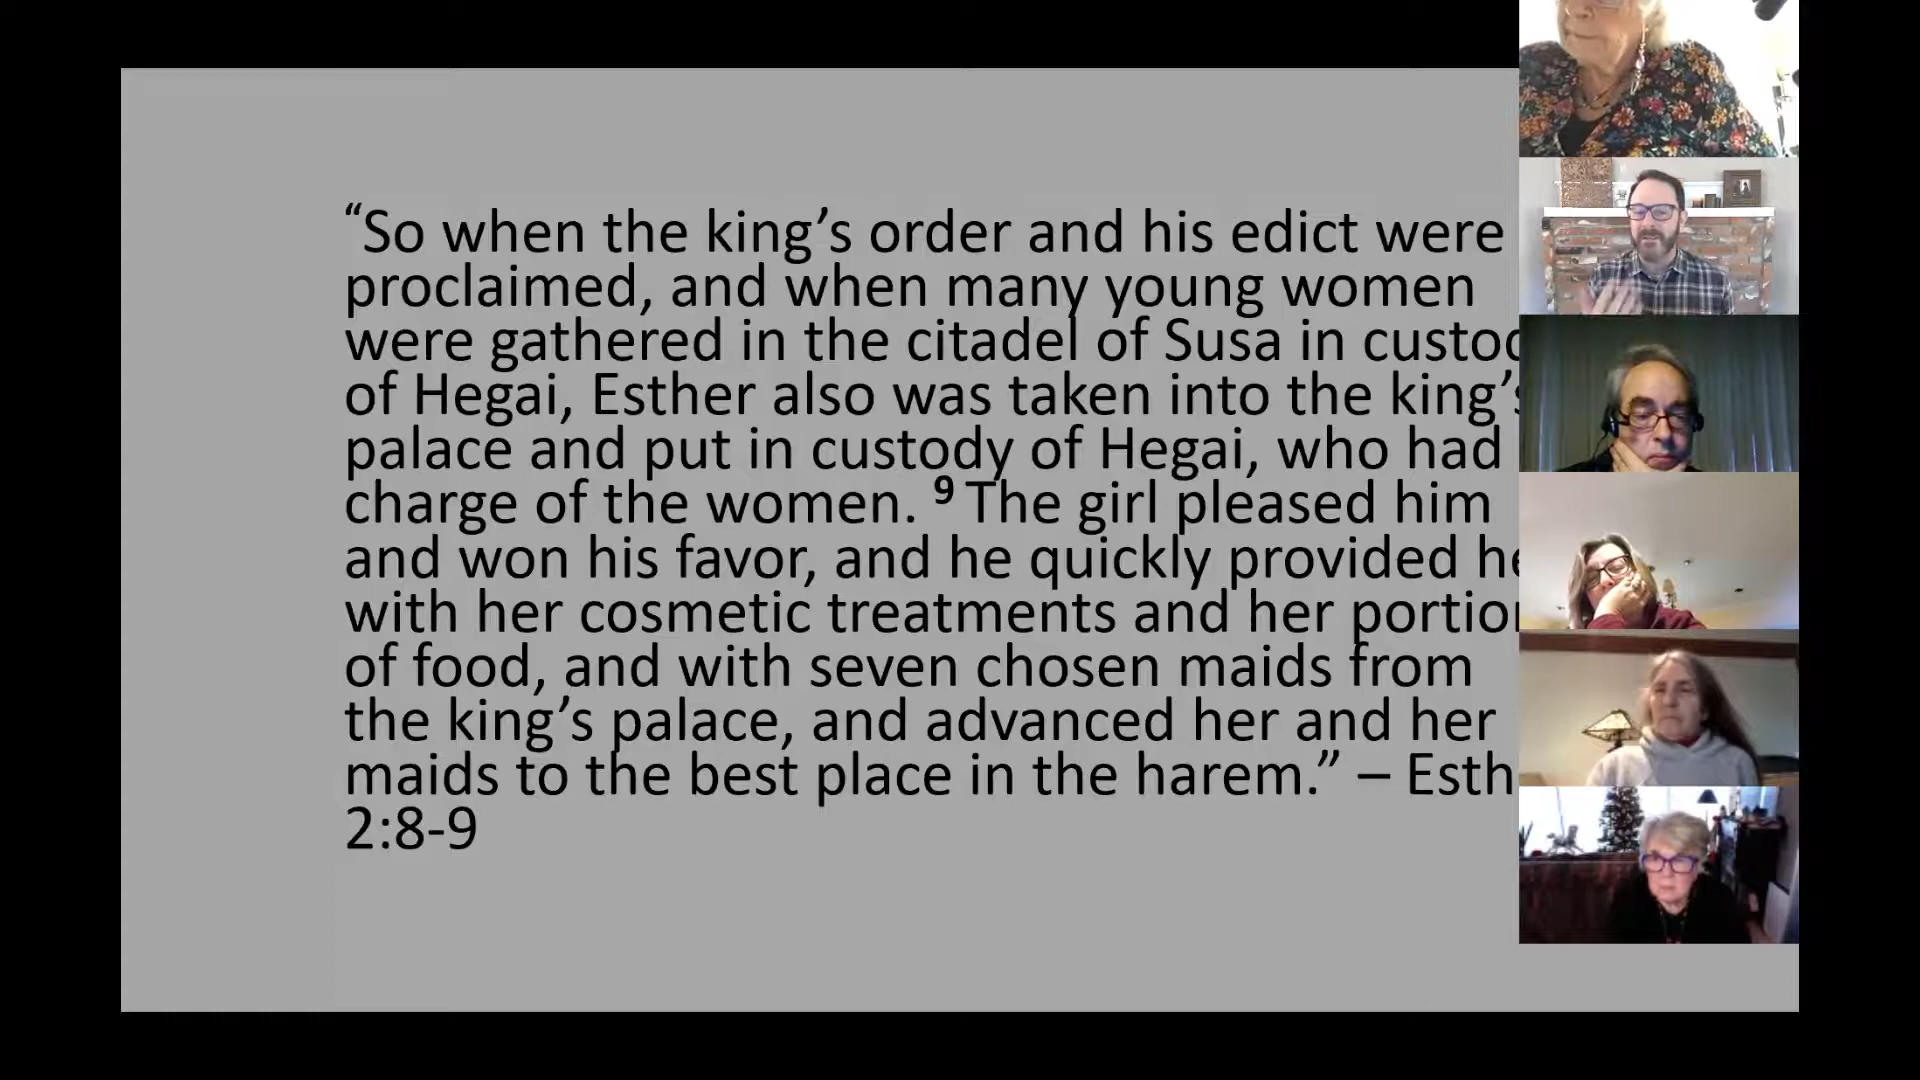 “So when the king’s order and his edict were
proclaimed, and when many young women
were gathered in the citadel of Susa in custod
of Hegai, Esther also was taken into the king’s
palace and put in custody of Hegai, who had
charge of the women. 9 The girl pleased him
and won his favor, and he quickly provided he
with her cosmetic treatments and her portion
of food, and with seven chosen maids from
the king’s palace, and advanced her and her
maids to the best place in the harem.” – Esth
2:8-9